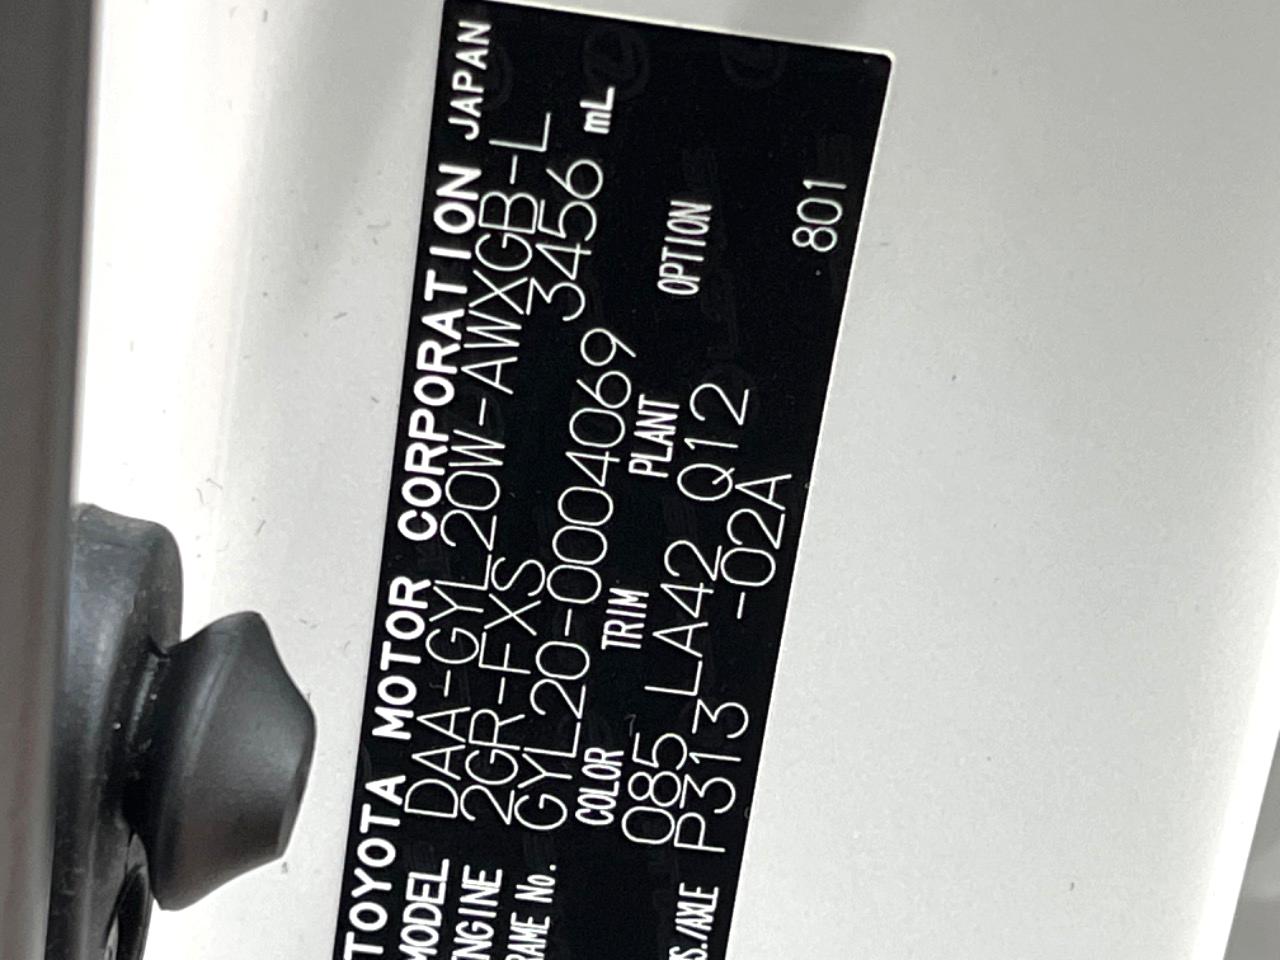 TOYOTA MOTOR CORPORATION JAPAN
MODEL DAA-GYL20W-AWXGB-L
ENGINE 2GR-FXS 3456 mL
FRAME No. GYL20-0004069
COLOR TRIM PLANT OPTION
085 LA42 Q12
S./AXLE P313 -02A 801